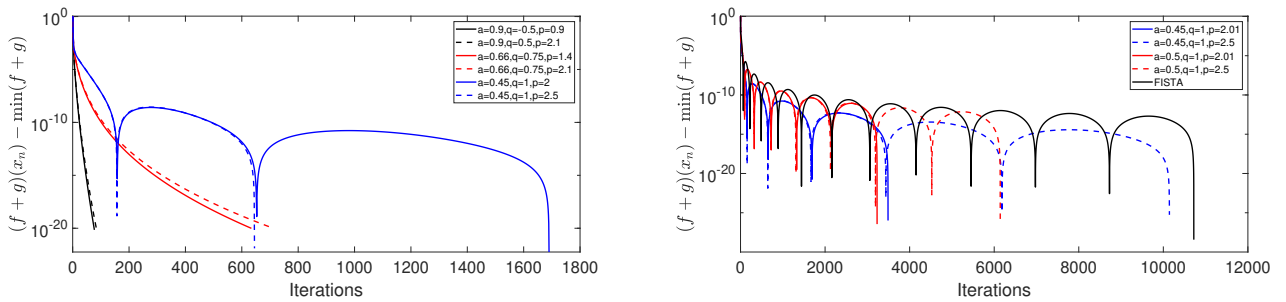 (f + g)(x_n) − min(f + g)
10^0
10^-5
10^-10
10^-15
10^-20
a=0.9,q=-0.5,p=0.9
a=0.9,q=0.5,p=2.1
a=0.66,q=0.75,p=1.4
a=0.66,q=0.75,p=2.1
a=0.45,q=1,p=2
a=0.45,q=1,p=2.5
0 200 400 600 800 1000 1200 1400 1600 1800
Iterations
(f + g)(x_n) − min(f + g)
10^0
10^-10
10^-20
a=0.45,q=1,p=2.01
a=0.45,q=1,p=2.5
a=0.5,q=1,p=2.01
a=0.5,q=1,p=2.5
FISTA
0 2000 4000 6000 8000 10000 12000
Iterations